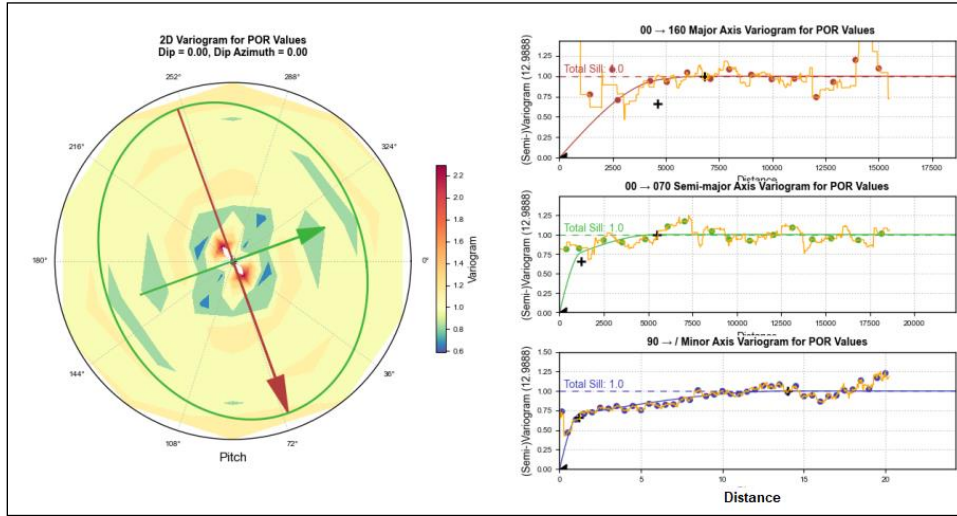 2D Variogram for POR Values
Dip = 0.00, Dip Azimuth = 0.00
252°
288°
216°
324°
180°
0°
144°
36°
108°
72°
Pitch
2.2
2.0
1.8
1.6
1.4
1.2
1.0
0.8
0.6
Variogram
00 → 160 Major Axis Variogram for POR Values
(Semi-)Variogram (12.9888)
1.25
1.00
0.75
0.50
0.25
0.00
Total Sill: 1.0
0 2500 5000 7500 10000 12500 15000 17500
Distance
00 → 070 Semi-major Axis Variogram for POR Values
(Semi-)Variogram (12.9888)
1.50
1.25
1.00
0.75
0.50
0.25
0.00
Total Sill: 1.0
0 2500 5000 7500 10000 12500 15000 17500 20000
90 → / Minor Axis Variogram for POR Values
(Semi-)Variogram (12.9888)
1.50
1.25
1.00
0.75
0.50
0.25
0.00
Total Sill: 1.0
0 5 10 15 20
Distance